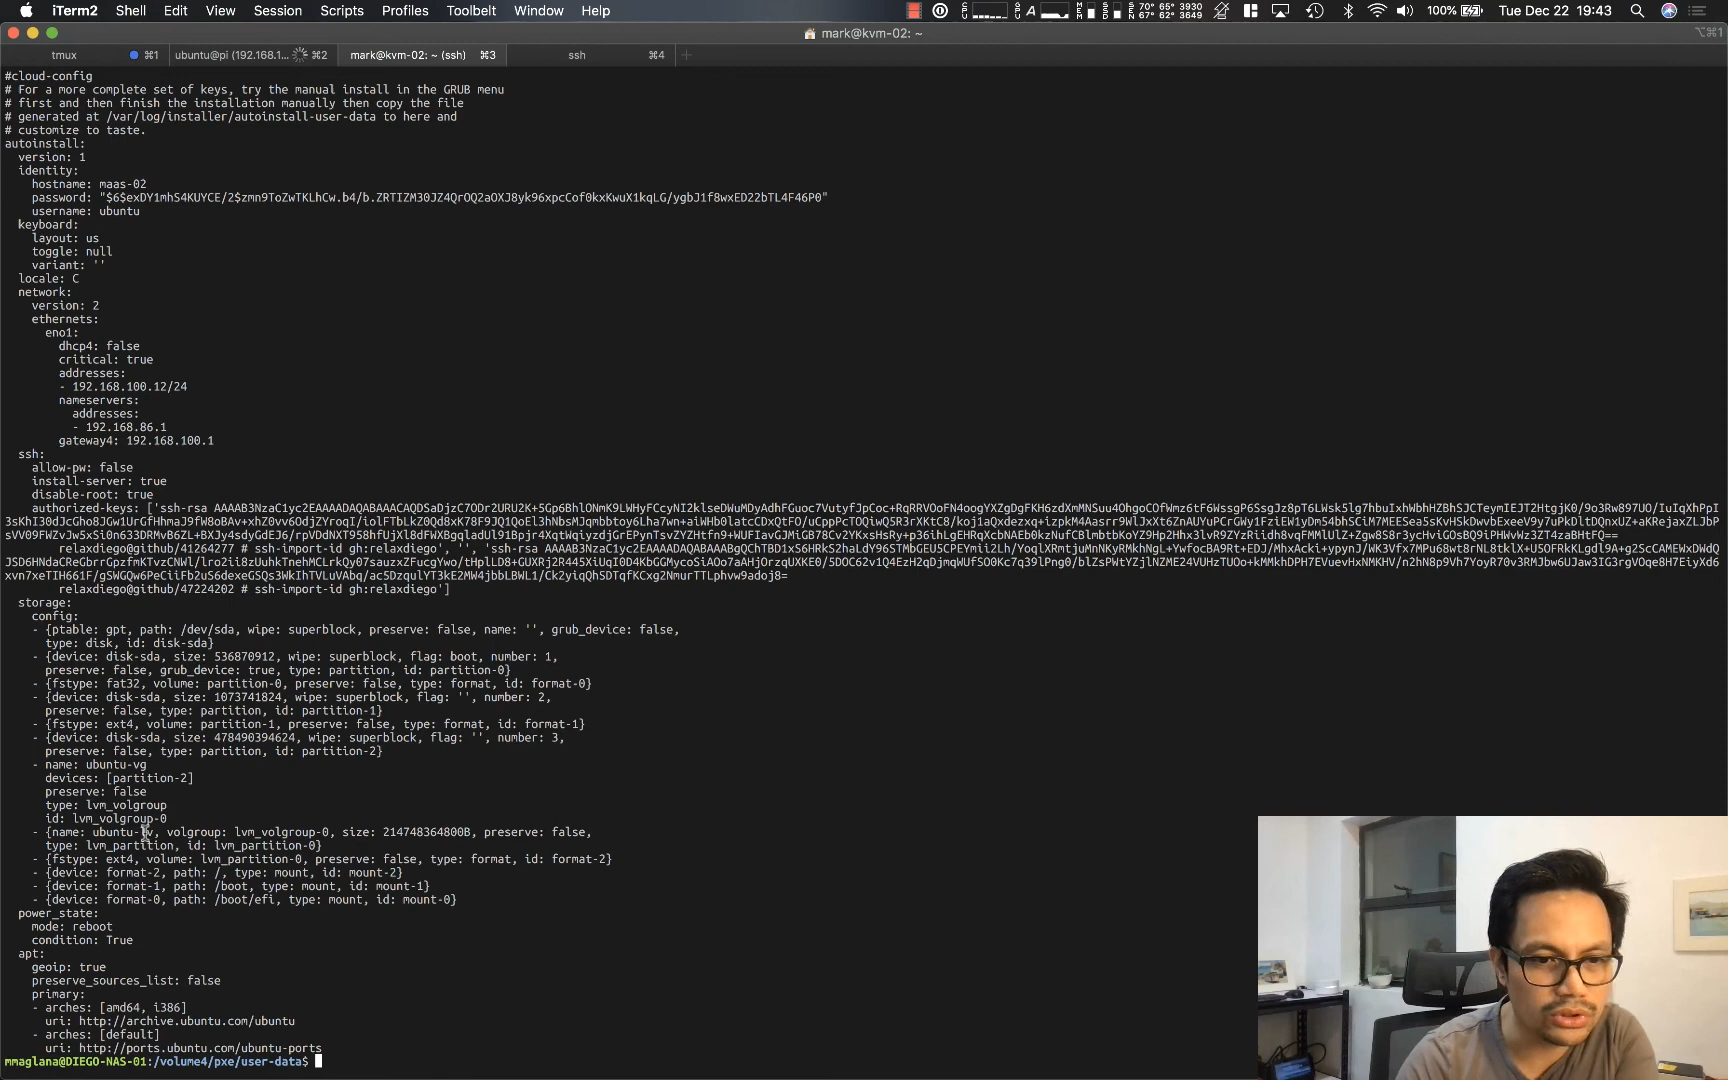 iTerm2 Shell Edit View Session Scripts Profiles Toolbelt Window Help 70° 65° 3930 67° 62° 3649 100% Tue Dec 22 19:43
mark@kvm-02: ~ ⌥⌘1
tmux ⌘1 ubuntu@pi (192.168.1... ⌘2 mark@kvm-02: ~ (ssh) ⌘3 ssh ⌘4 +
#cloud-config
# For a more complete set of keys, try the manual install in the GRUB menu
# first and then finish the installation manually then copy the file
# generated at /var/log/installer/autoinstall-user-data to here and
# customize to taste.
autoinstall:
version: 1
identity:
hostname: maas-02
password:
username: ubuntu
keyboard:
layout: us
toggle: null
variant: ''
locale: C
network:
version: 2
ethernets:
eno1:
dhcp4: false
critical: true
addresses:
- 192.168.100.12/24
nameservers:
addresses:
- 192.168.86.1
gateway4: 192.168.100.1
ssh:
allow-pw: false
install-server: true
disable-root: true
authorized-keys: ['ssh-rsa
relaxdiego@github/41264277 # ssh-import-id gh:relaxdiego', '', 'ssh-rsa
relaxdiego@github/47224202 # ssh-import-id gh:relaxdiego']
storage:
config:
- {ptable: gpt, path: /dev/sda, wipe: superblock, preserve: false, name: '', grub_device: false,
type: disk, id: disk-sda}
- {device: disk-sda, size: 536870912, wipe: superblock, flag: boot, number: 1,
preserve: false, grub_device: true, type: partition, id: partition-0}
- {fstype: fat32, volume: partition-0, preserve: false, type: format, id: format-0}
- {device: disk-sda, size: 1073741824, wipe: superblock, flag: '', number: 2,
preserve: false, type: partition, id: partition-1}
- {fstype: ext4, volume: partition-1, preserve: false, type: format, id: format-1}
- {device: disk-sda, size: 478490394624, wipe: superblock, flag: '', number: 3,
preserve: false, type: partition, id: partition-2}
- name: ubuntu-vg
devices: [partition-2]
preserve: false
type: lvm_volgroup
id: lvm_volgroup-0
- {name: ubuntu-lv, volgroup: lvm_volgroup-0, size: 214748364800B, preserve: false,
type: lvm_partition, id: lvm_partition-0}
- {fstype: ext4, volume: lvm_partition-0, preserve: false, type: format, id: format-2}
- {device: format-2, path: /, type: mount, id: mount-2}
- {device: format-1, path: /boot, type: mount, id: mount-1}
- {device: format-0, path: /boot/efi, type: mount, id: mount-0}
power_state:
mode: reboot
condition: True
apt:
geoip: true
preserve_sources_list: false
primary:
- arches: [amd64, i386]
uri: http://archive.ubuntu.com/ubuntu
- arches: [default]
uri: http://ports.ubuntu.com/ubuntu-ports
mmaglana@DIEGO-NAS-01:/volume4/pxe/user-data$